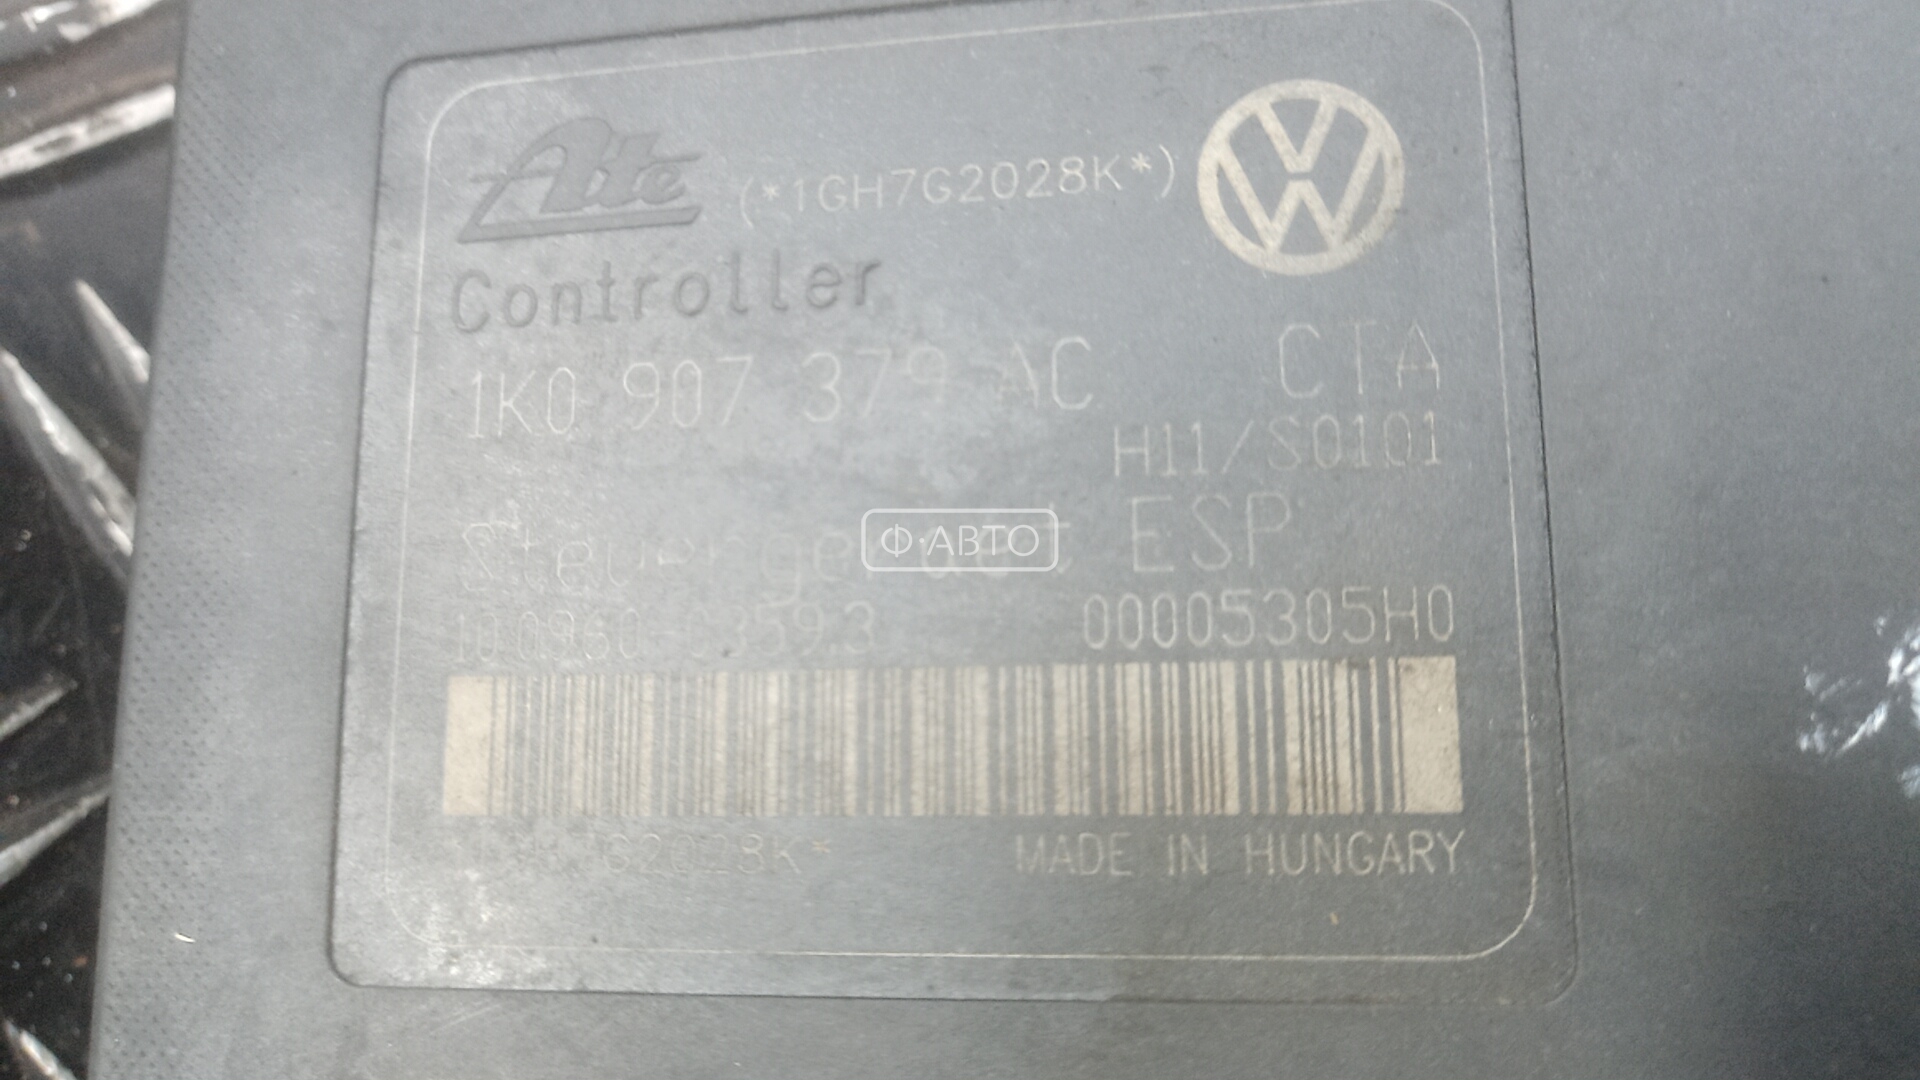 Ate (*1GH7G2028K*)
Controller
1K0 907 379 AC CTA
H11/S0101
Ф·АВТО
ESP
10.0960-0359.3 00005305H0
G2028K* MADE IN HUNGARY